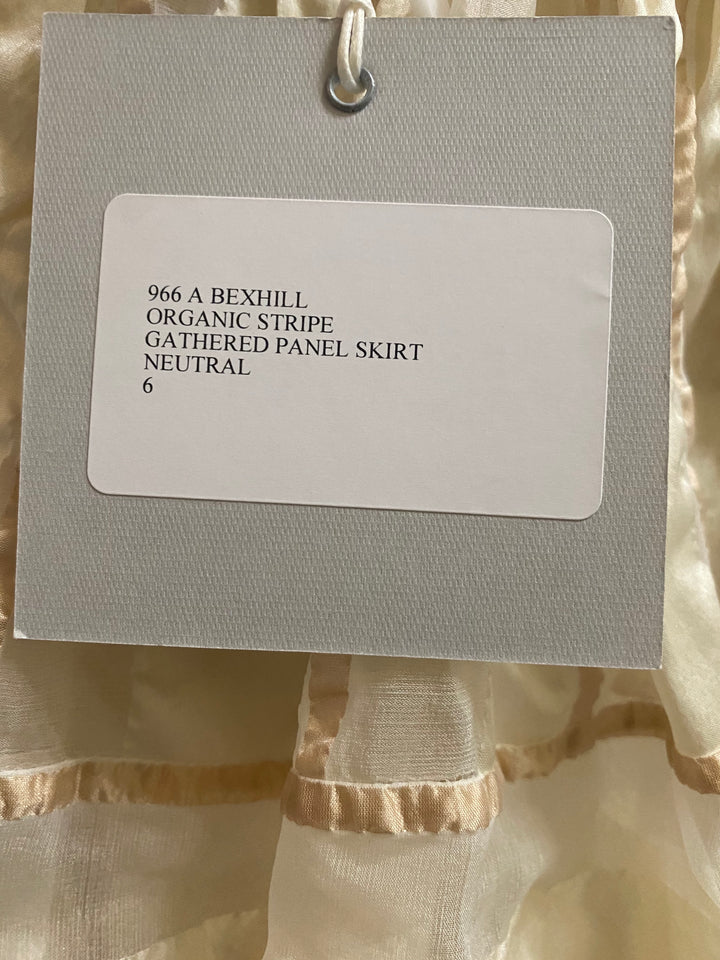 966 A BEXHILL
ORGANIC STRIPE
GATHERED PANEL SKIRT
NEUTRAL
6